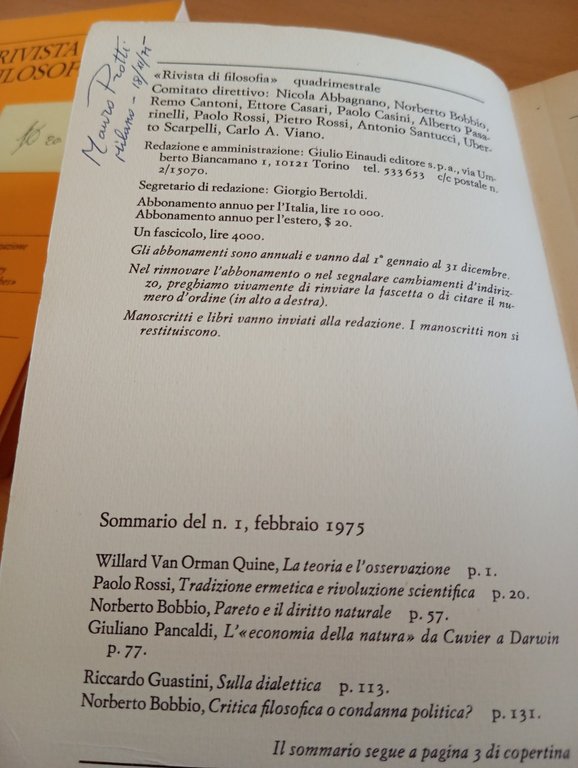 RIVISTA
FILOSOF
Mauro Protti
Milano -
«Rivista di filosofia» quadrimestrale
Comitato direttivo: Nicola Abbagnano, Norberto Bobbio,
Remo Cantoni, Ettore Casari, Paolo Casini, Alberto Pasa-
rinelli, Paolo Rossi, Pietro Rossi, Antonio Santucci, Uber-
to Scarpelli, Carlo A. Viano.
Redazione e amministrazione: Giulio Einaudi editore s.p.a., via Um-
berto Biancamano 1, 10121 Torino tel. 533653 c/c postale n.
2/15070.
Segretario di redazione: Giorgio Bertoldi.
Abbonamento annuo per l'Italia, lire 10 000.
Abbonamento annuo per l'estero, $ 20.
Un fascicolo, lire 4000.
Gli abbonamenti sono annuali e vanno dal 1° gennaio al 31 dicembre.
Nel rinnovare l'abbonamento o nel segnalare cambiamenti d'indiriz-
zo, preghiamo vivamente di rinviare la fascetta o di citare il nu-
mero d'ordine (in alto a destra).
Manoscritti e libri vanno inviati alla redazione. I manoscritti non si
restituiscono.
Sommario del n. 1, febbraio 1975
Willard Van Orman Quine, La teoria e l'osservazione p. 1.
Paolo Rossi, Tradizione ermetica e rivoluzione scientifica p. 20.
Norberto Bobbio, Pareto e il diritto naturale p. 57.
Giuliano Pancaldi, L'«economia della natura» da Cuvier a Darwin
p. 77.
Riccardo Guastini, Sulla dialettica p. 113.
Norberto Bobbio, Critica filosofica o condanna politica? p. 131.
Il sommario segue a pagina 3 di copertina